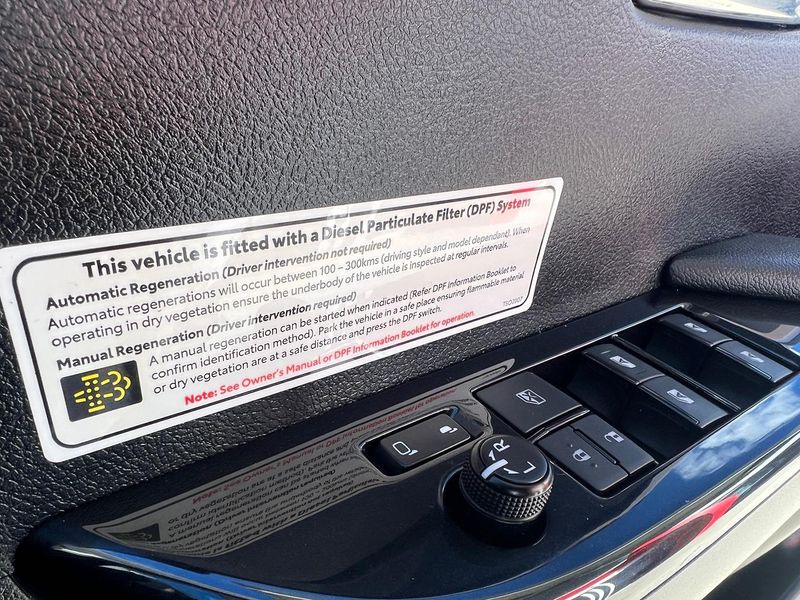 This vehicle is fitted with a Diesel Particulate Filter (DPF) System
Automatic Regeneration (Driver intervention not required)
Automatic regenerations will occur between 100 – 300kms (driving style and model dependant). When
operating in dry vegetation ensure the underbody of the vehicle is inspected at regular intervals.
Manual Regeneration (Driver intervention required)
A manual regeneration can be started when indicated (Refer DPF Information Booklet to
confirm identification method). Park the vehicle in a safe place ensuring flammable material
or dry vegetation are at a safe distance and press the DPF switch.
Note: See Owner's Manual or DPF Information Booklet for operation.
L R